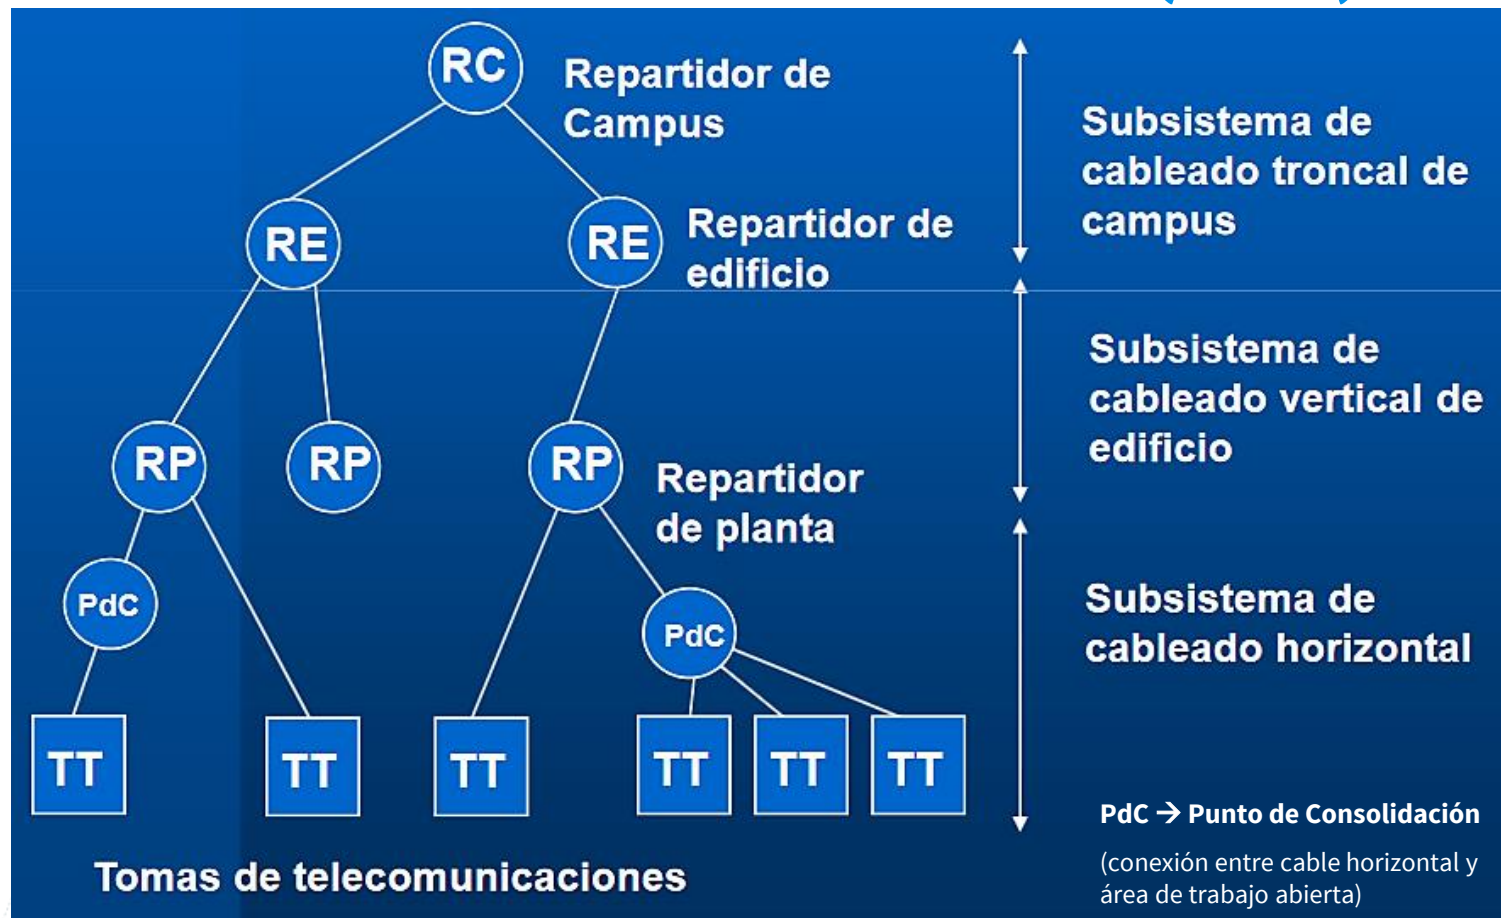 RC
Repartidor de
Campus
Subsistema de
cableado troncal de
campus
RE
RE
Repartidor de
edificio
Subsistema de
cableado vertical de
edificio
RP
RP
RP
Repartidor
de planta
PdC
PdC
Subsistema de
cableado horizontal
TT
TT
TT
TT
TT
TT
PdC → Punto de Consolidación
(conexión entre cable horizontal y
área de trabajo abierta)
Tomas de telecomunicaciones